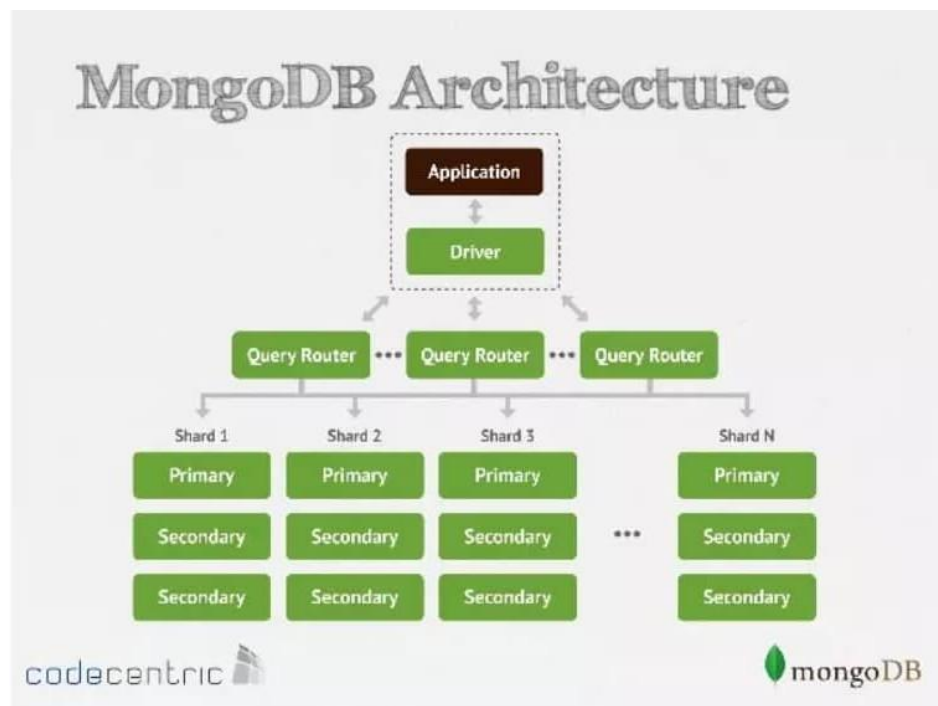 MongoDB Architecture
Application
Driver
Query Router ••• Query Router ••• Query Router
Shard 1 Shard 2 Shard 3 Shard N
Primary Primary Primary Primary
Secondary Secondary Secondary ••• Secondary
Secondary Secondary Secondary Secondary
codecentric mongoDB